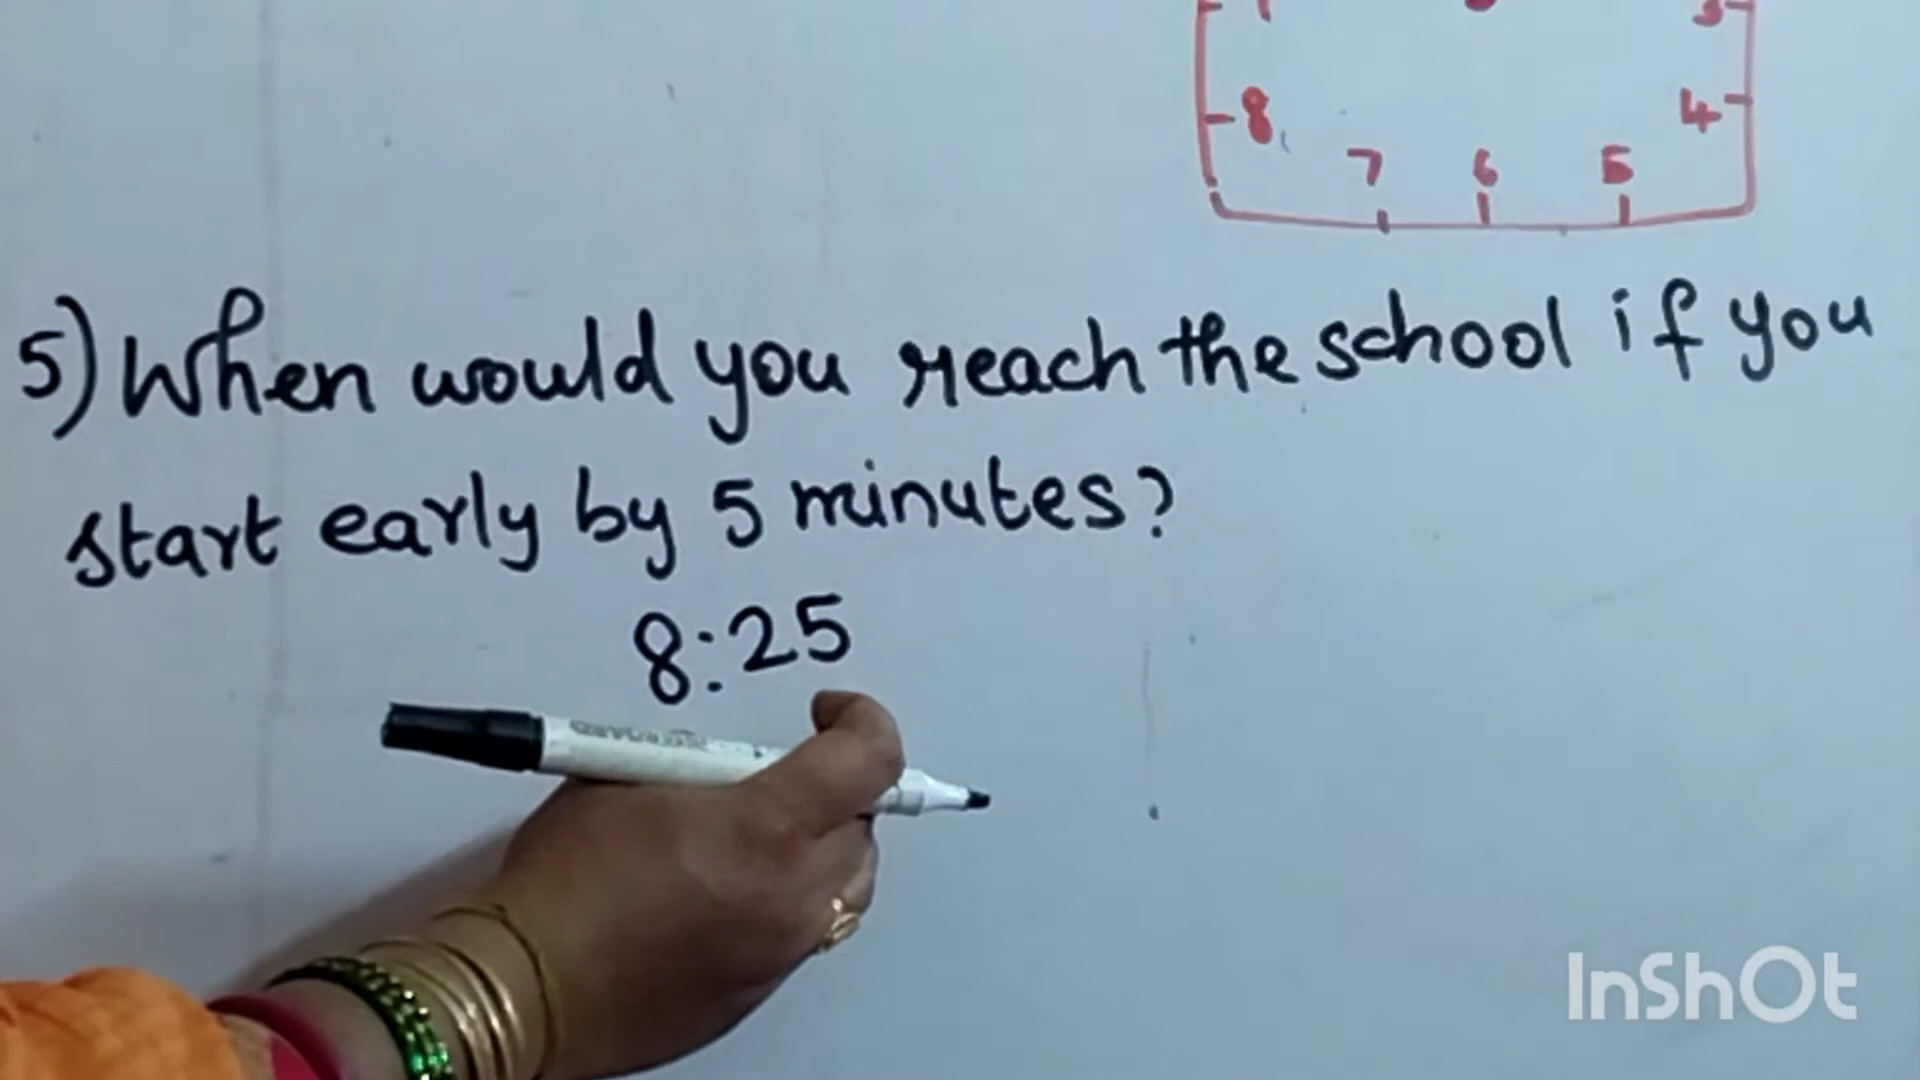 8 4
7 6 5
5) When would you reach the school if you
start early by 5 minutes?
8:25
InShOt